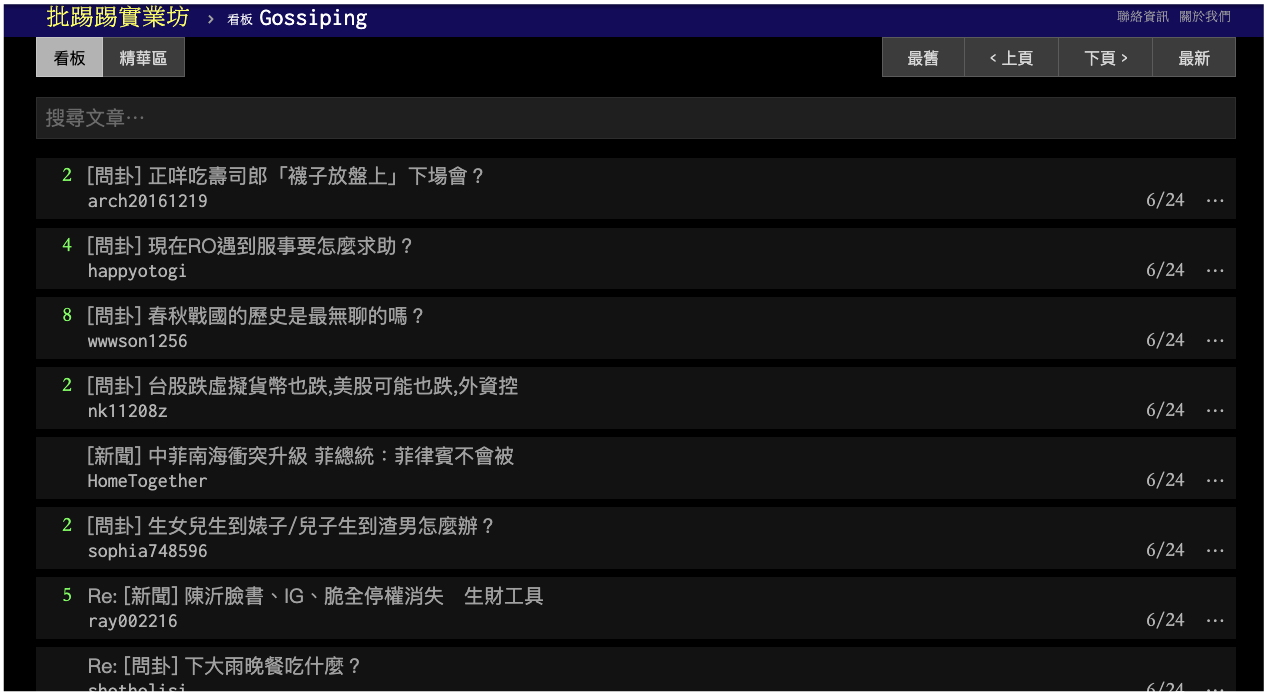 批踢踢實業坊 › 看板 Gossiping 聯絡資訊 關於我們
看板 精華區 最舊 ‹ 上頁 下頁 › 最新
搜尋文章⋯
2 [問卦] 正咩吃壽司郎「襪子放盤上」下場會？
arch20161219 6/24 ⋯
4 [問卦] 現在RO遇到服事要怎麼求助？
happyotogi 6/24 ⋯
8 [問卦] 春秋戰國的歷史是最無聊的嗎？
wwwson1256 6/24 ⋯
2 [問卦] 台股跌虛擬貨幣也跌,美股可能也跌,外資控
nk11208z 6/24 ⋯
[新聞] 中菲南海衝突升級 菲總統：菲律賓不會被
HomeTogether 6/24 ⋯
2 [問卦] 生女兒生到婊子/兒子生到渣男怎麼辦？
sophia748596 6/24 ⋯
5 Re: [新聞] 陳沂臉書、IG、脆全停權消失　生財工具
ray002216 6/24 ⋯
Re: [問卦] 下大雨晚餐吃什麼？
6/24 ⋯